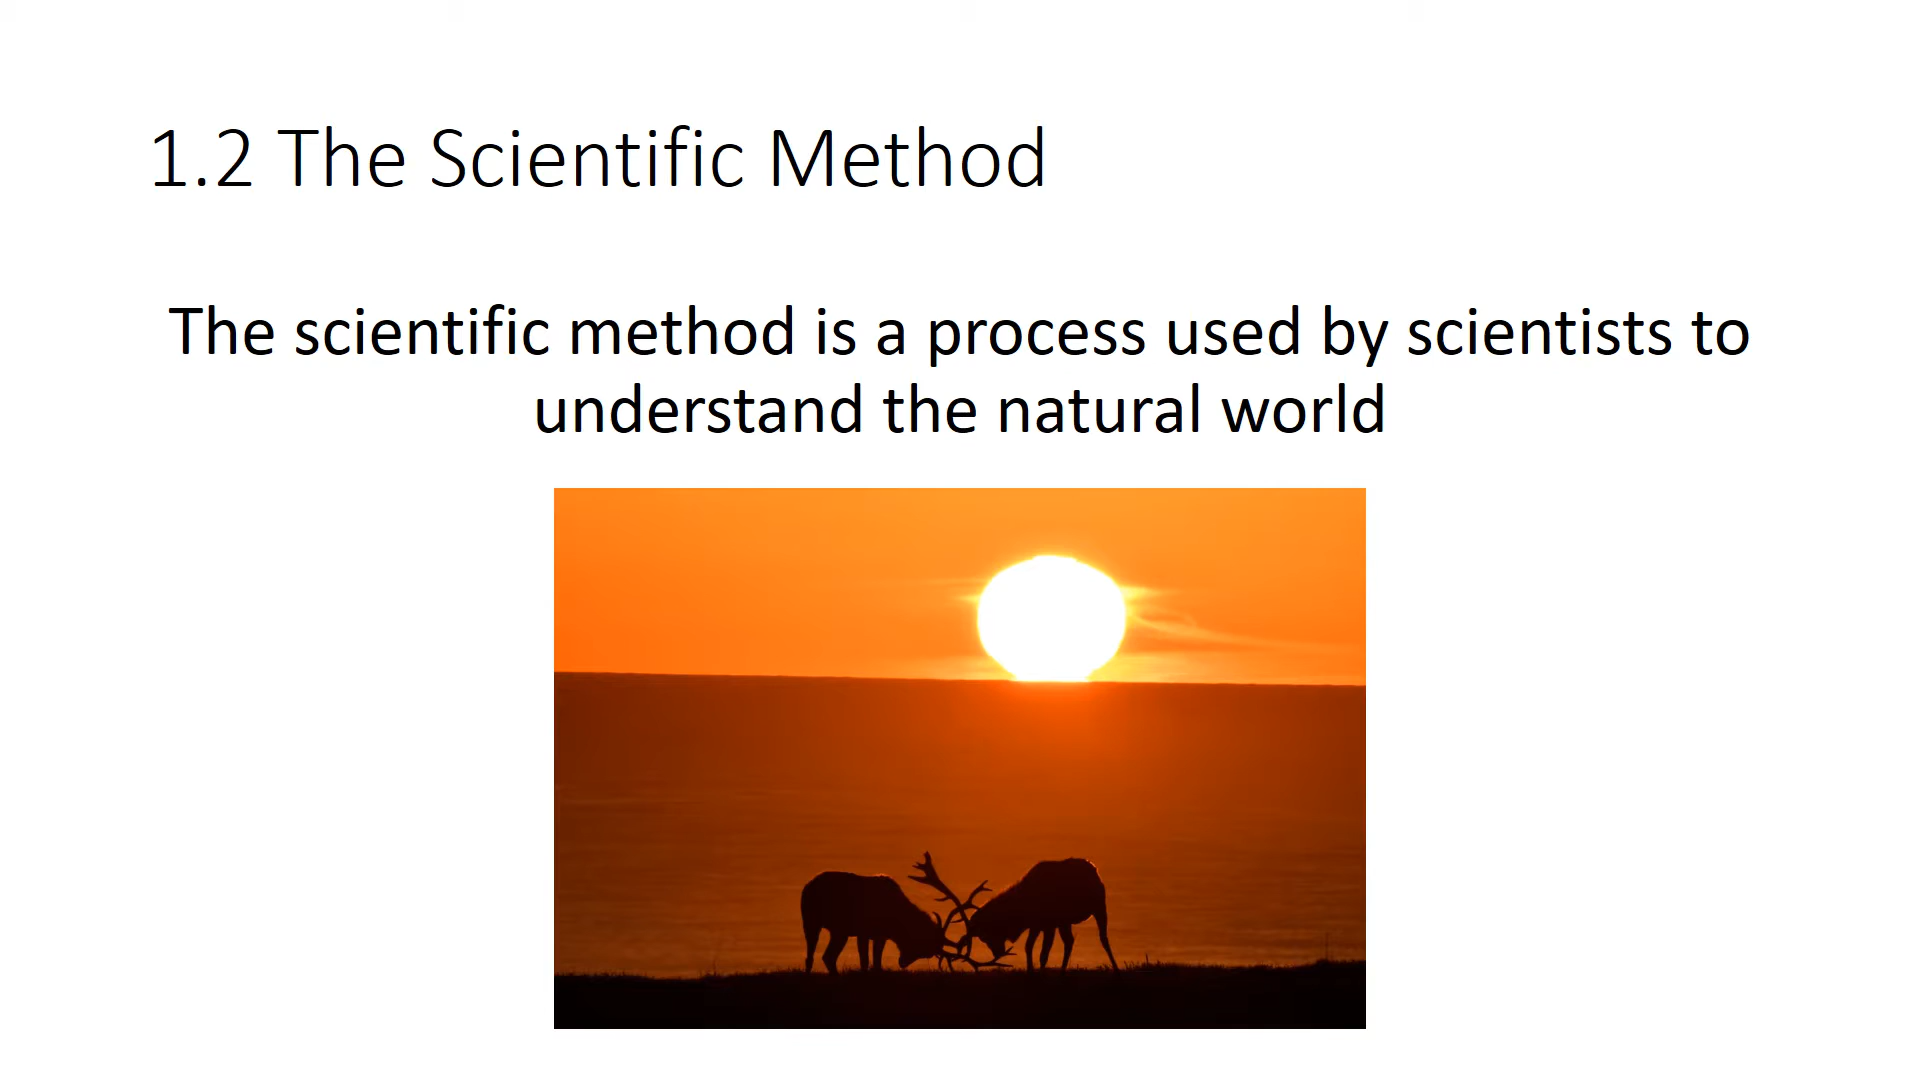 1.2 The Scientific Method
The scientific method is a process used by scientists to
understand the natural world